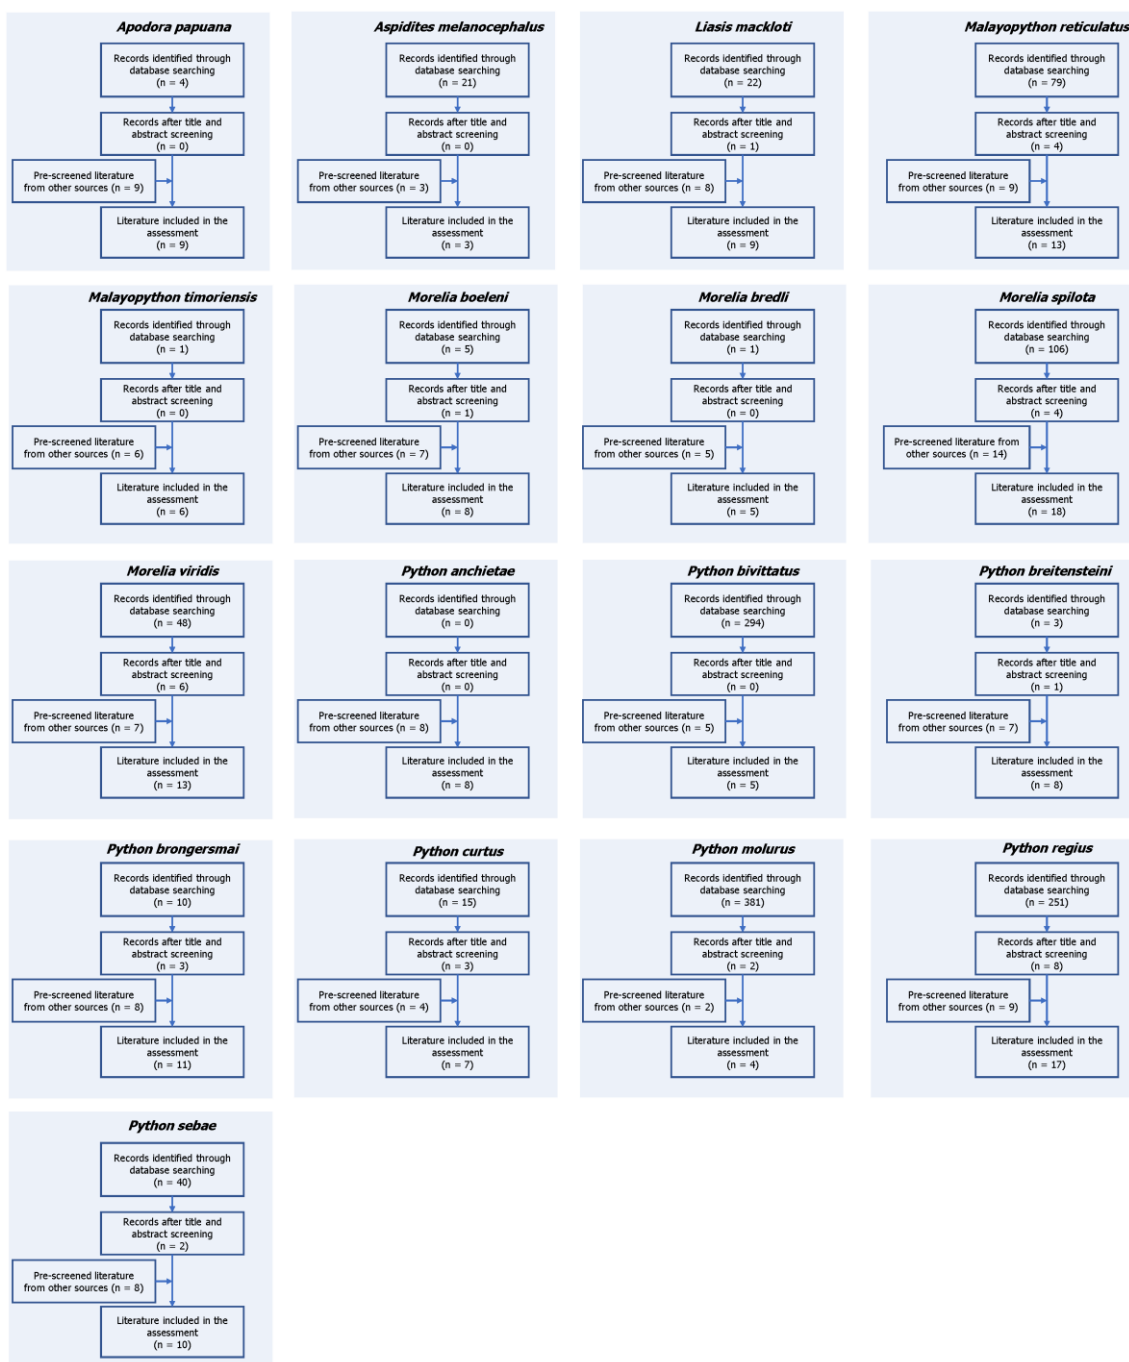 Apodora papuana
Records identified through
database searching
(n = 4)
Records after title and
abstract screening
(n = 0)
Pre-screened literature
from other sources (n = 9)
Literature included in the
assessment
(n = 9)
Aspidites melanocephalus
Records identified through
database searching
(n = 21)
Records after title and
abstract screening
(n = 0)
Pre-screened literature
from other sources (n = 3)
Literature included in the
assessment
(n = 3)
Liasis mackloti
Records identified through
database searching
(n = 22)
Records after title and
abstract screening
(n = 1)
Pre-screened literature
from other sources (n = 8)
Literature included in the
assessment
(n = 9)
Malayopython reticulatus
Records identified through
database searching
(n = 79)
Records after title and
abstract screening
(n = 4)
Pre-screened literature
from other sources (n = 9)
Literature included in the
assessment
(n = 13)
Malayopython timoriensis
Records identified through
database searching
(n = 1)
Records after title and
abstract screening
(n = 0)
Pre-screened literature
from other sources (n = 6)
Literature included in the
assessment
(n = 6)
Morelia boeleni
Records identified through
database searching
(n = 5)
Records after title and
abstract screening
(n = 1)
Pre-screened literature
from other sources (n = 7)
Literature included in the
assessment
(n = 8)
Morelia bredli
Records identified through
database searching
(n = 1)
Records after title and
abstract screening
(n = 0)
Pre-screened literature
from other sources (n = 5)
Literature included in the
assessment
(n = 5)
Morelia spilota
Records identified through
database searching
(n = 106)
Records after title and
abstract screening
(n = 4)
Pre-screened literature from
other sources (n = 14)
Literature included in the
assessment
(n = 18)
Morelia viridis
Records identified through
database searching
(n = 48)
Records after title and
abstract screening
(n = 6)
Pre-screened literature
from other sources (n = 7)
Literature included in the
assessment
(n = 13)
Python anchietae
Records identified through
database searching
(n = 0)
Records after title and
abstract screening
(n = 0)
Pre-screened literature
from other sources (n = 8)
Literature included in the
assessment
(n = 8)
Python bivittatus
Records identified through
database searching
(n = 294)
Records after title and
abstract screening
(n = 0)
Pre-screened literature
from other sources (n = 5)
Literature included in the
assessment
(n = 5)
Python breitensteini
Records identified through
database searching
(n = 3)
Records after title and
abstract screening
(n = 1)
Pre-screened literature
from other sources (n = 7)
Literature included in the
assessment
(n = 8)
Python brongersmai
Records identified through
database searching
(n = 10)
Records after title and
abstract screening
(n = 3)
Pre-screened literature
from other sources (n = 8)
Literature included in the
assessment
(n = 11)
Python curtus
Records identified through
database searching
(n = 15)
Records after title and
abstract screening
(n = 3)
Pre-screened literature
from other sources (n = 4)
Literature included in the
assessment
(n = 7)
Python molurus
Records identified through
database searching
(n = 381)
Records after title and
abstract screening
(n = 2)
Pre-screened literature
from other sources (n = 2)
Literature included in the
assessment
(n = 4)
Python regius
Records identified through
database searching
(n = 251)
Records after title and
abstract screening
(n = 8)
Pre-screened literature
from other sources (n = 9)
Literature included in the
assessment
(n = 17)
Python sebae
Records identified through
database searching
(n = 40)
Records after title and
abstract screening
(n = 2)
Pre-screened literature
from other sources (n = 8)
Literature included in the
assessment
(n = 10)